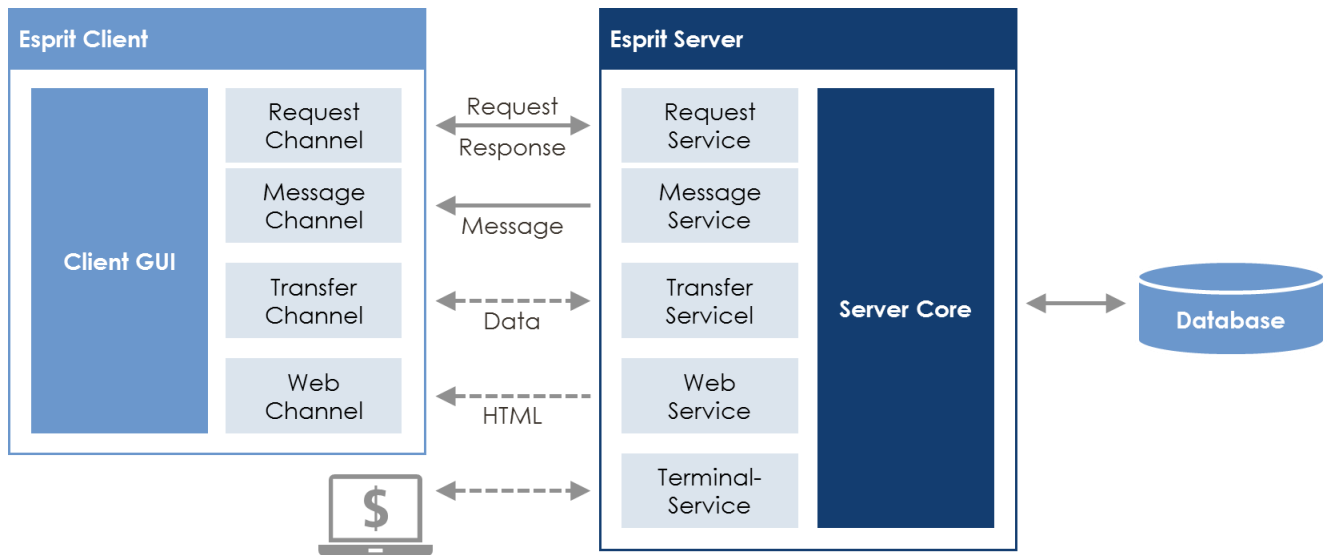 Esprit Client
Client GUI
Request
Channel
Message
Channel
Transfer
Channel
Web
Channel
Request
Response
Message
Data
HTML
$
Esprit Server
Request
Service
Message
Service
Transfer
Servicel
Web
Service
Terminal-
Service
Server Core
Database